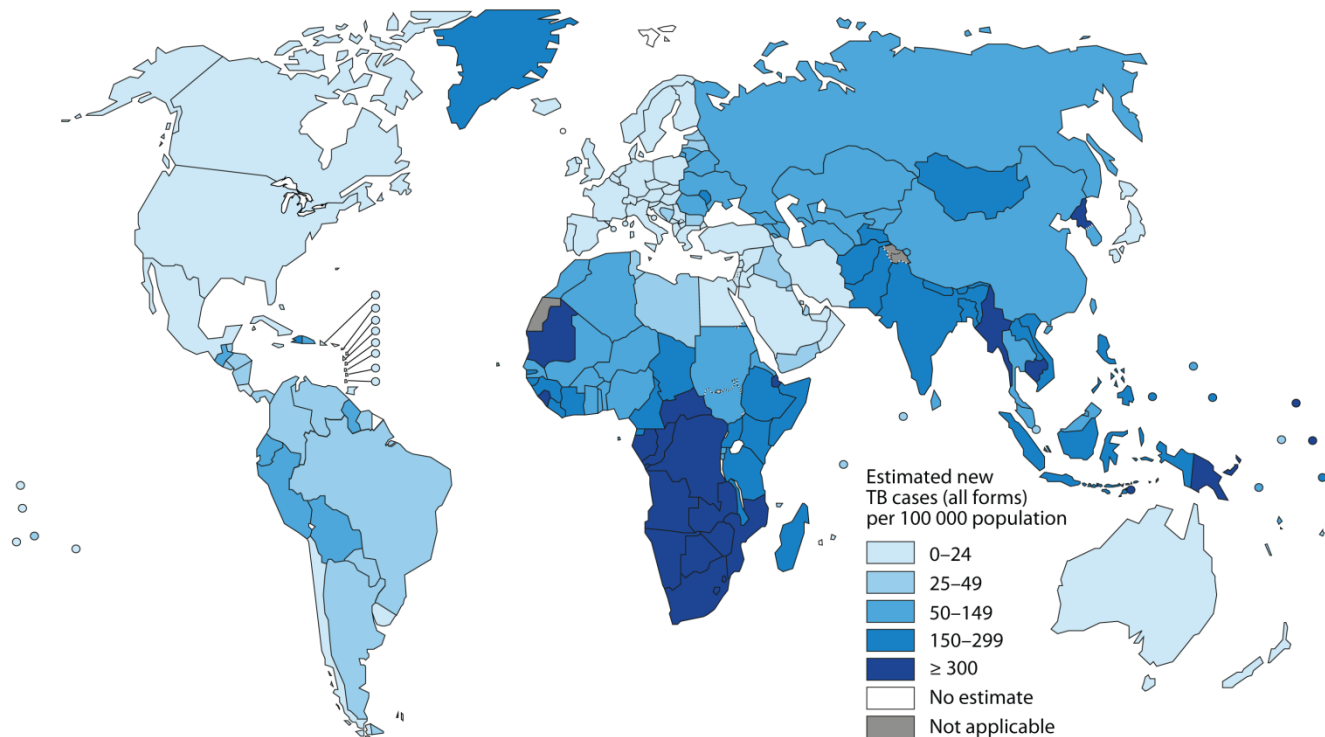 Estimated new
TB cases (all forms)
per 100 000 population
0–24
25–49
50–149
150–299
≥ 300
No estimate
Not applicable